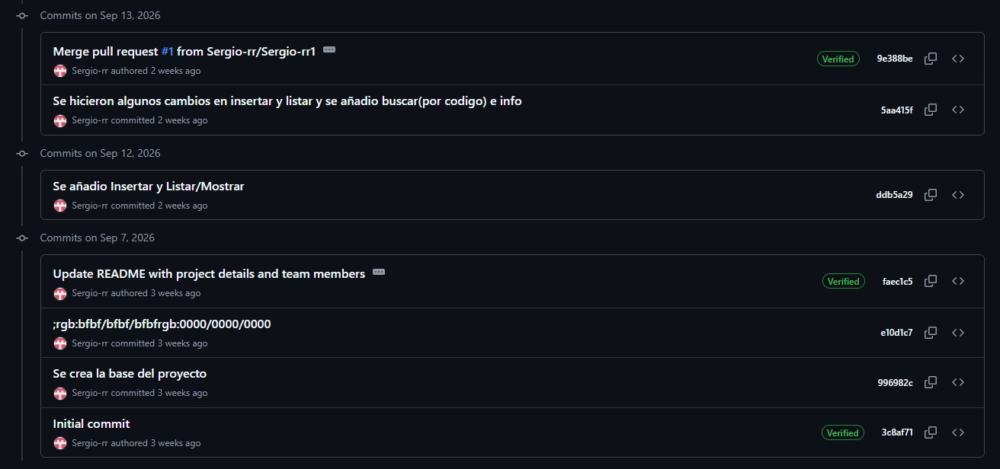 Commits on Sep 13, 2026
Merge pull request #1 from Sergio-rr/Sergio-rr1
Verified
9e388be
Sergio-rr authored 2 weeks ago
Se hicieron algunos cambios en insertar y listar y se añadio buscar(por codigo) e info
5aa415f
Sergio-rr committed 2 weeks ago
Commits on Sep 12, 2026
Se añadio Insertar y Listar/Mostrar
ddb5a29
Sergio-rr committed 2 weeks ago
Commits on Sep 7, 2026
Update README with project details and team members
Verified
faec1c5
Sergio-rr authored 3 weeks ago
;rgb:bfbf/bfbf/bfbfrgb:0000/0000/0000
e10d1c7
Sergio-rr committed 3 weeks ago
Se crea la base del proyecto
996982c
Sergio-rr committed 3 weeks ago
Initial commit
Verified
3c8af71
Sergio-rr authored 3 weeks ago